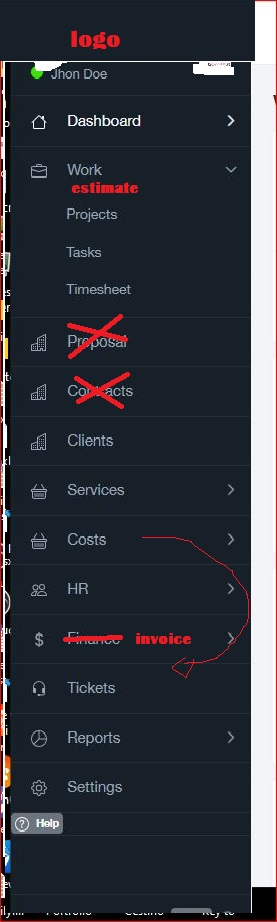 logo
Jhon Doe
Dashboard
Work
estimate
Projects
Tasks
Timesheet
Proposal
Contracts
Clients
Services
Costs
HR
$ Finance invoice
Tickets
Reports
Settings
? Help